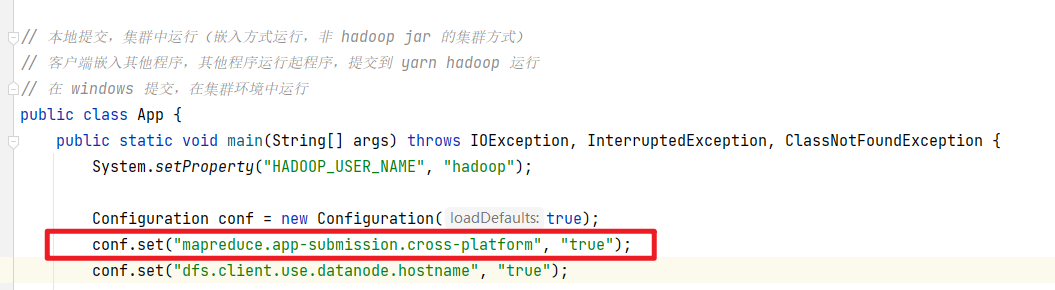 // 本地提交，集群中运行（嵌入方式运行，非 hadoop jar 的集群方式）
// 客户端嵌入其他程序，其他程序运行起程序，提交到 yarn hadoop 运行
// 在 windows 提交，在集群环境中运行
public class App {
public static void main(String[] args) throws IOException, InterruptedException, ClassNotFoundException {
System.setProperty("HADOOP_USER_NAME", "hadoop");
Configuration conf = new Configuration( loadDefaults: true);
conf.set("mapreduce.app-submission.cross-platform", "true");
conf.set("dfs.client.use.datanode.hostname", "true");